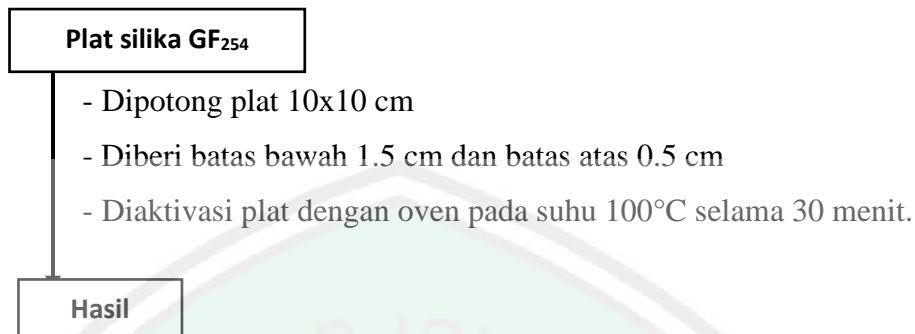 Plat silika GF₂₅₄
- Dipotong plat 10x10 cm
- Diberi batas bawah 1.5 cm dan batas atas 0.5 cm
- Diaktivasi plat dengan oven pada suhu 100°C selama 30 menit.
Hasil